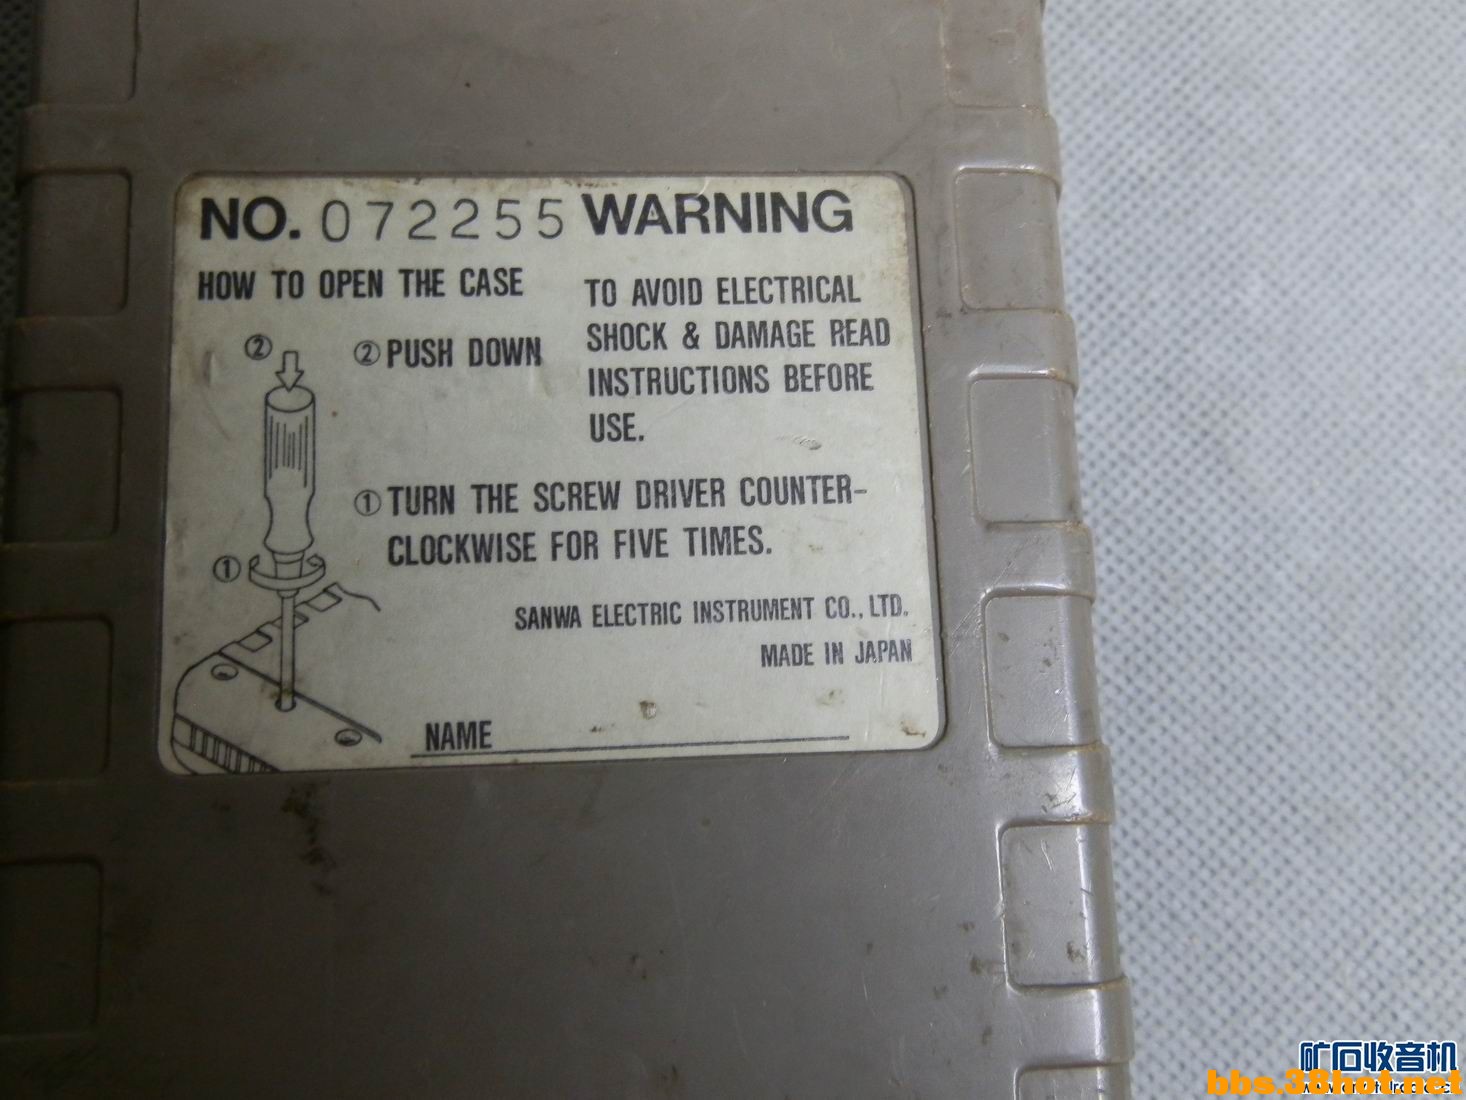 NO. 072255 WARNING
HOW TO OPEN THE CASE
② ② PUSH DOWN
TO AVOID ELECTRICAL
SHOCK & DAMAGE READ
INSTRUCTIONS BEFORE
USE.
① ① TURN THE SCREW DRIVER COUNTER-
CLOCKWISE FOR FIVE TIMES.
SANWA ELECTRIC INSTRUMENT CO., LTD.
MADE IN JAPAN
NAME
矿石收音机
bbs.38hot.net